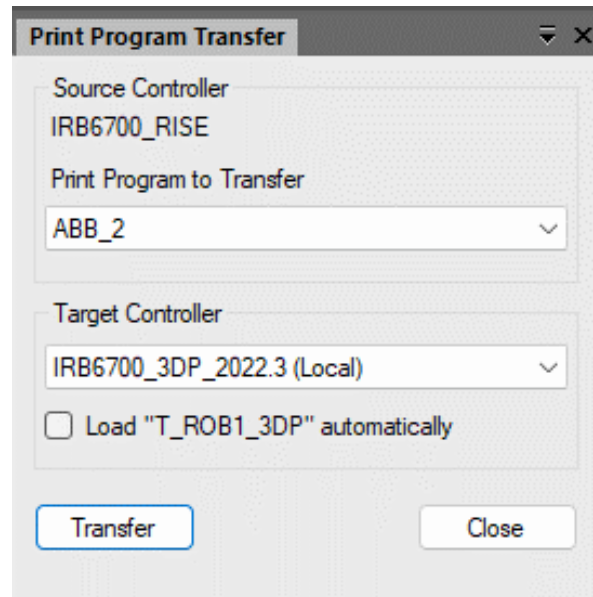 Print Program Transfer
Source Controller
IRB6700_RISE
Print Program to Transfer
ABB_2
Target Controller
IRB6700_3DP_2022.3 (Local)
Load "T_ROB1_3DP" automatically
Transfer
Close